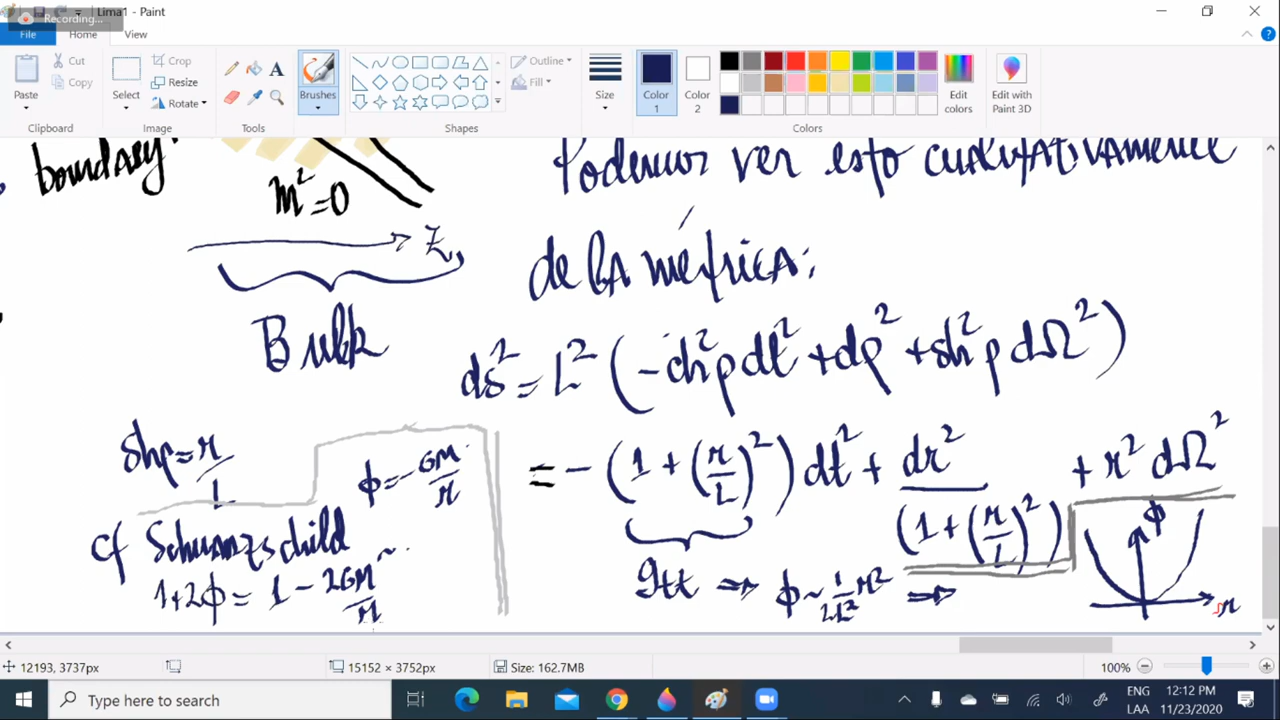 Recording...
Lima1 - Paint
File Home View
Paste Cut Copy Clipboard
Select Crop Resize Rotate Image
Tools
Brushes
Shapes Outline Fill
Size
Color 1 Color 2 Edit colors Colors
Edit with Paint 3D
boundary.
m²=0
z
Bulk
Podemos ver esto cualitativamente
de la métrica:
ds² = L² (-ch²ρ dt² + dρ² + sh²ρ dΩ²)
shρ = r/L
= -(1 + (r/L)²) dt² + dr²/(1 + (r/L)²) + r² dΩ²
φ = -GM/r
cf Schwarzschild
1+2φ = 1 - 2GM/r
gtt ⇒ φ ~ 1/2L² r² ⇒
φ
r
12193, 3737px 15152 × 3752px Size: 162.7MB 100%
Type here to search
ENG LAA 12:12 PM 11/23/2020